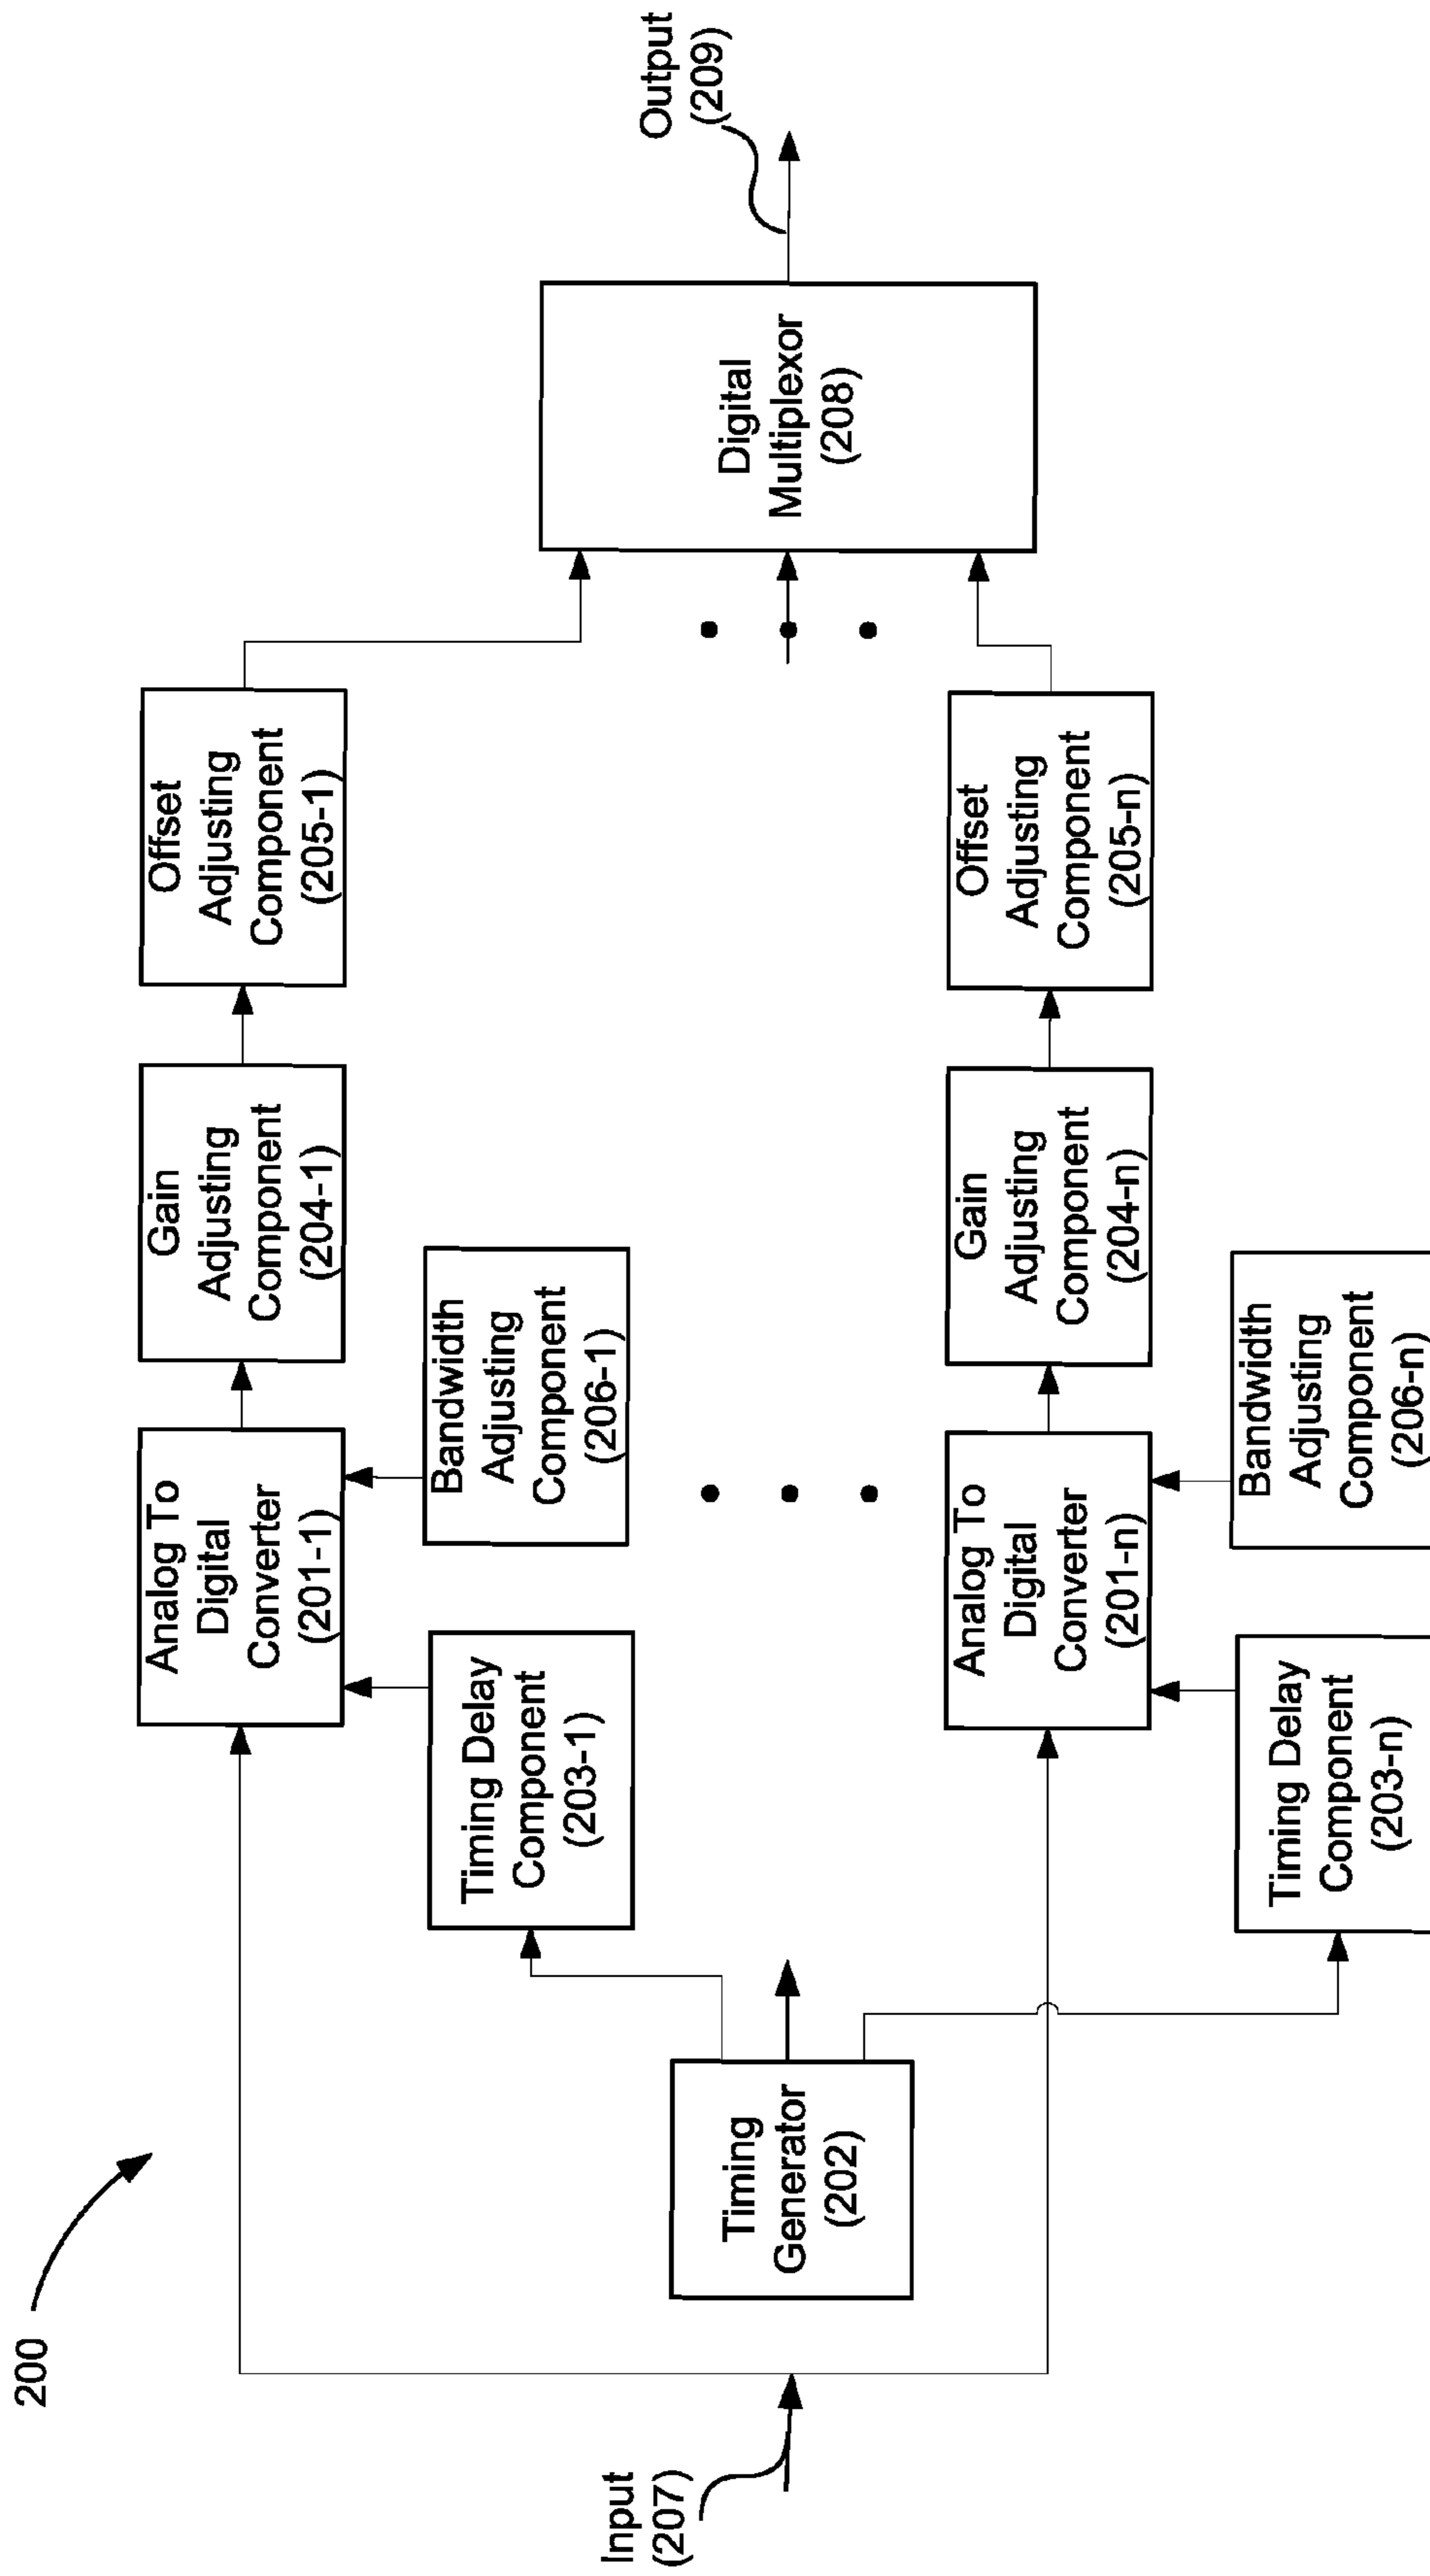 200
Input
(207)
Timing
Generator
(202)
Analog To
Digital
Converter
(201-1)
Gain
Adjusting
Component
(204-1)
Offset
Adjusting
Component
(205-1)
Timing Delay
Component
(203-1)
Bandwidth
Adjusting
Component
(206-1)
Analog To
Digital
Converter
(201-n)
Gain
Adjusting
Component
(204-n)
Offset
Adjusting
Component
(205-n)
Timing Delay
Component
(203-n)
Bandwidth
Adjusting
Component
(206-n)
Digital
Multiplexor
(208)
Output
(209)